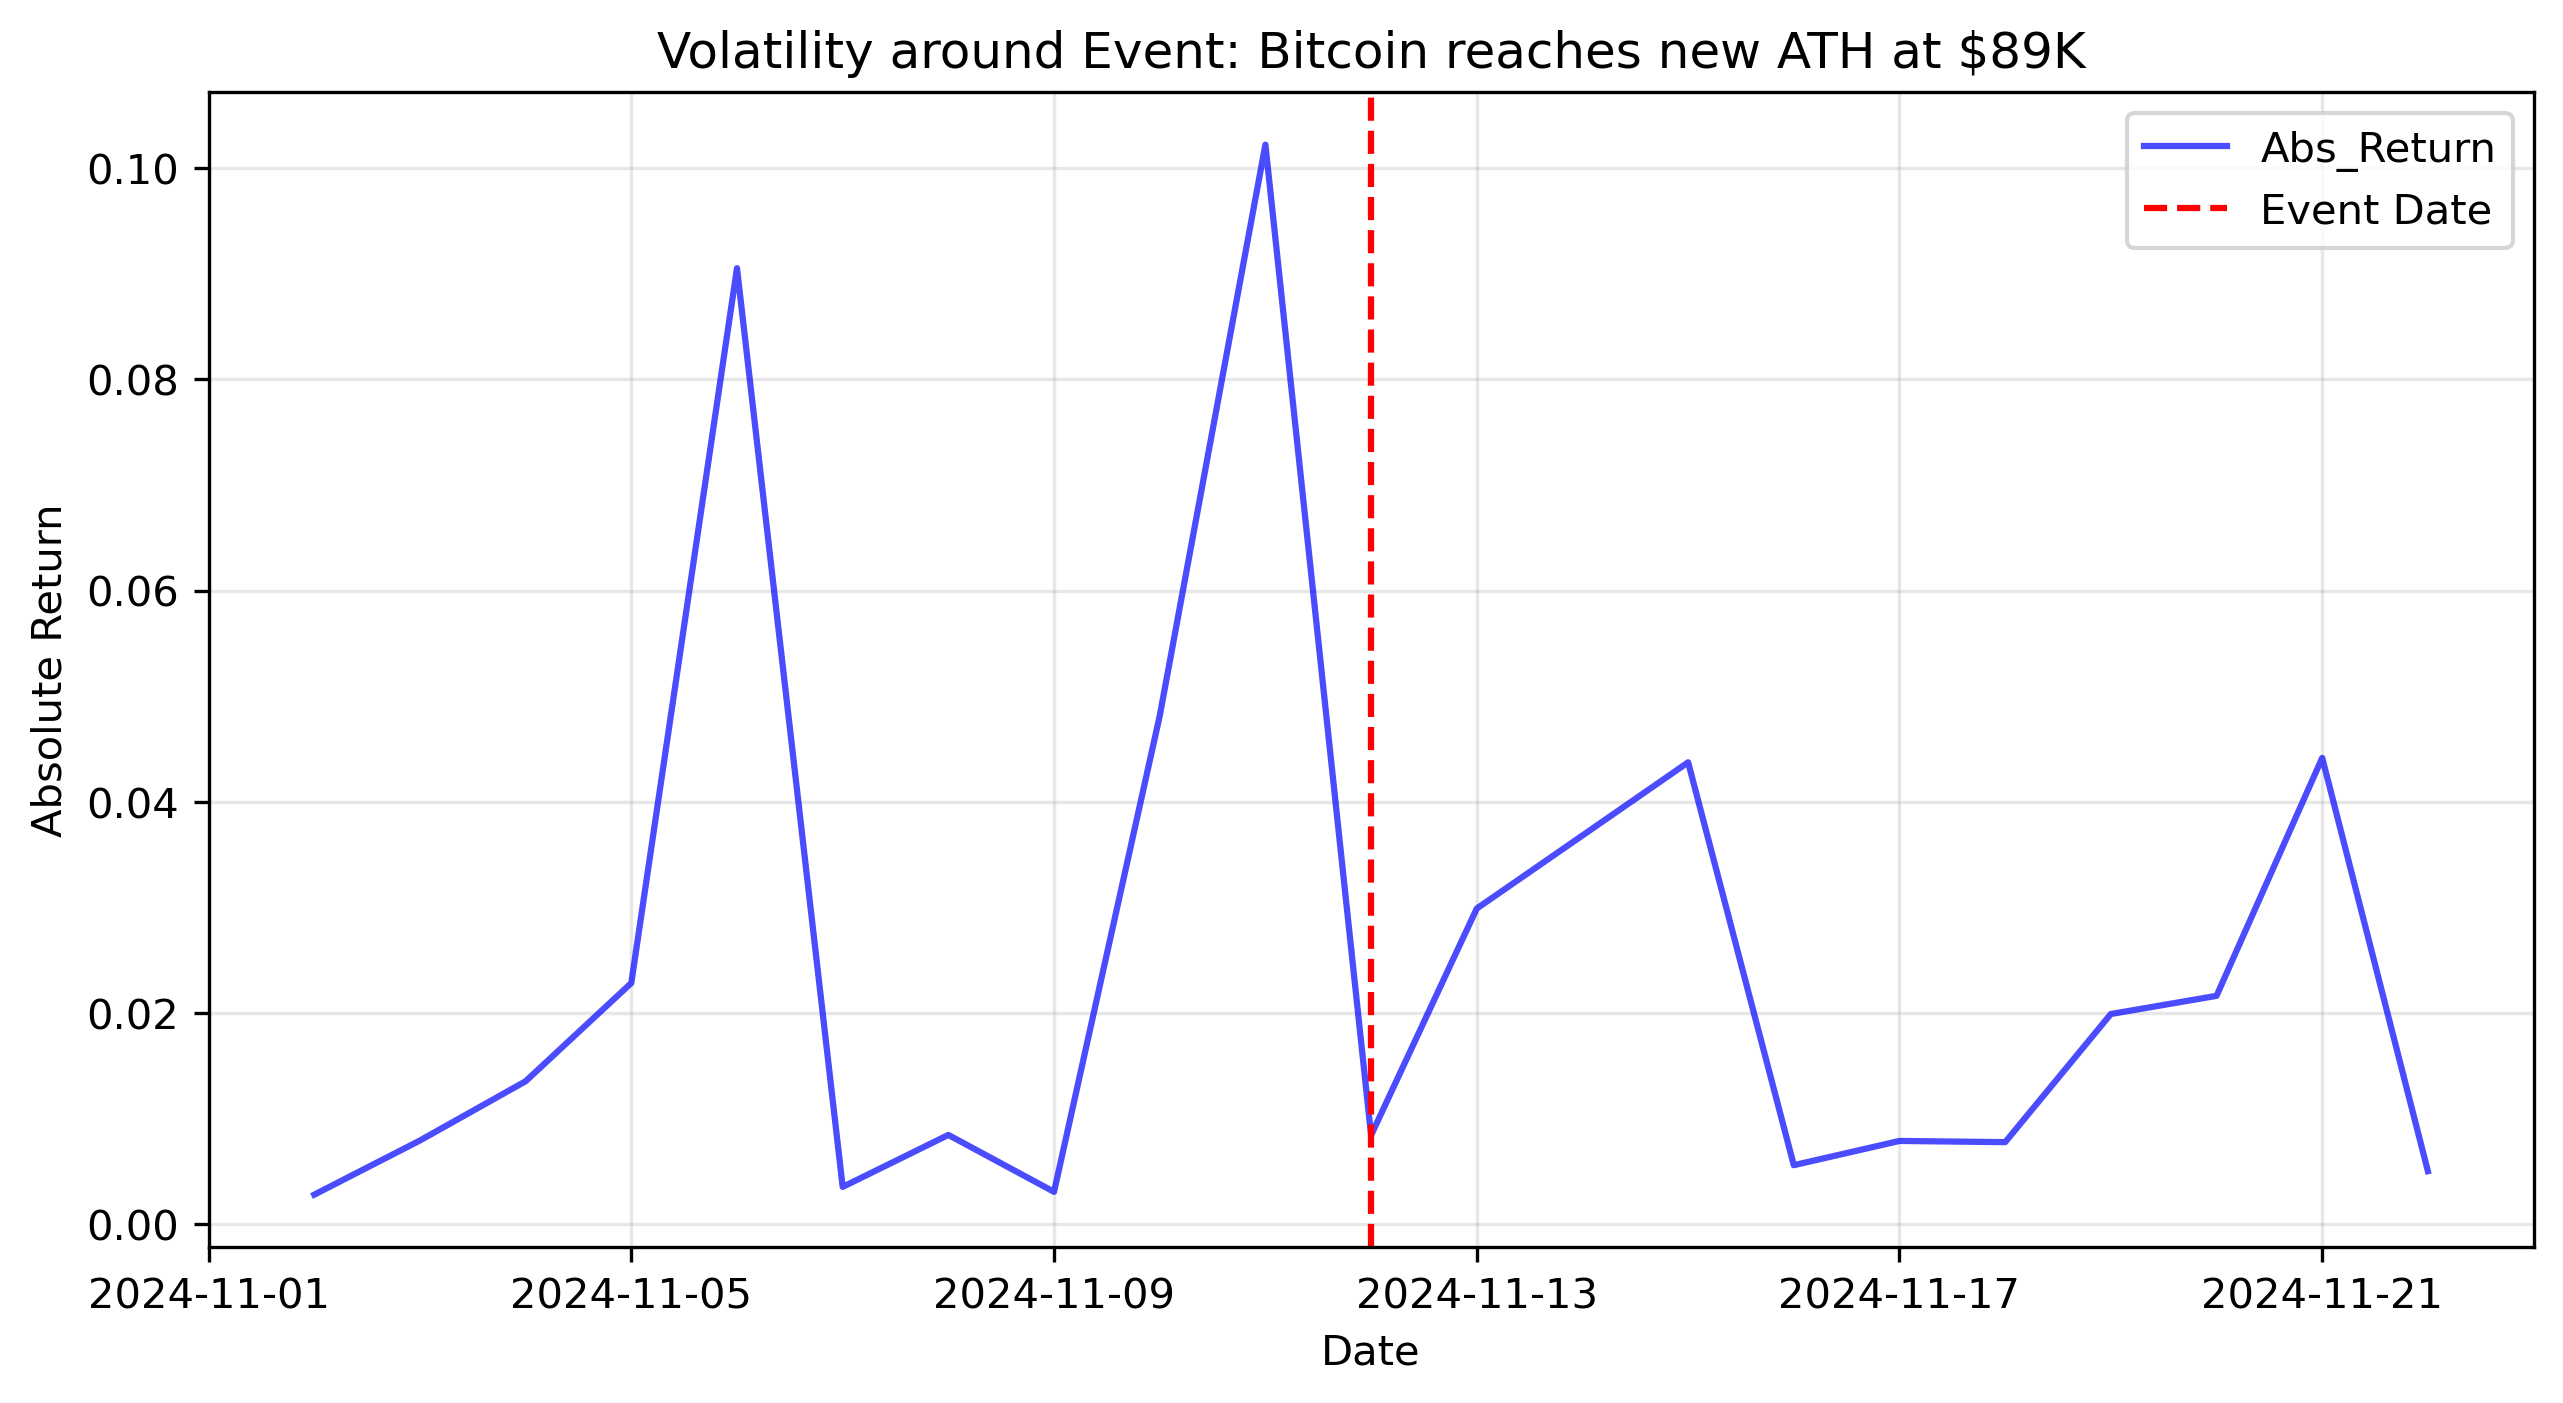 Volatility around Event: Bitcoin reaches new ATH at $89K
Abs_Return
Event Date
Absolute Return
0.10
0.08
0.06
0.04
0.02
0.00
2024-11-01
2024-11-05
2024-11-09
2024-11-13
2024-11-17
2024-11-21
Date